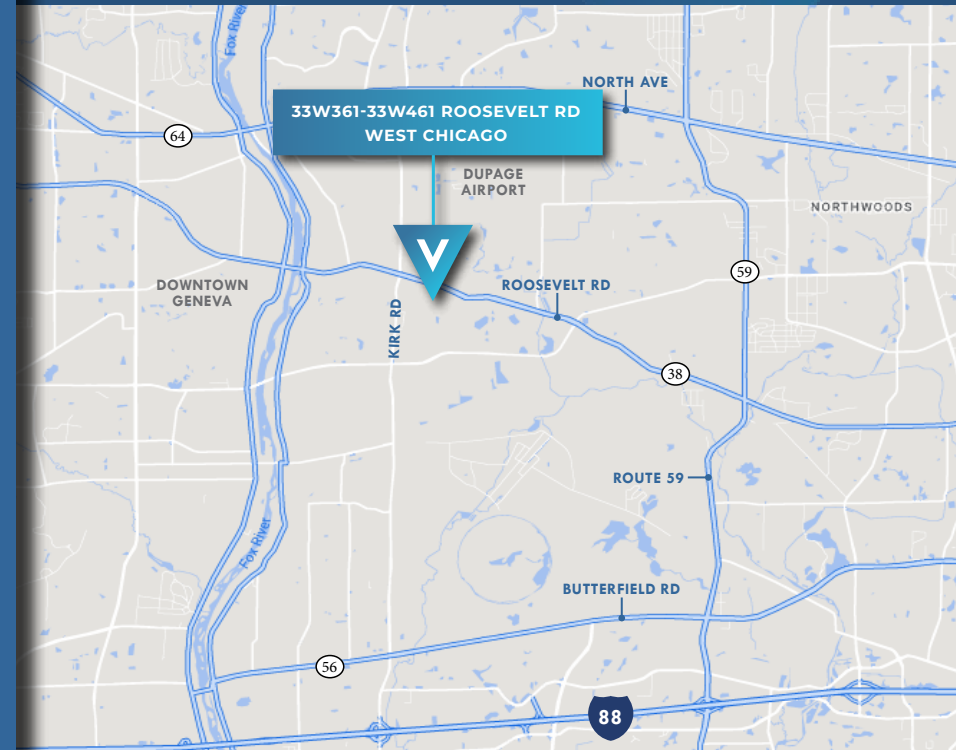 Fox River
NORTH AVE
33W361-33W461 ROOSEVELT RD
WEST CHICAGO
64
DUPAGE
AIRPORT
NORTHWOODS
V
59
DOWNTOWN
GENEVA
ROOSEVELT RD
KIRK RD
38
ROUTE 59
Fox River
BUTTERFIELD RD
56
88